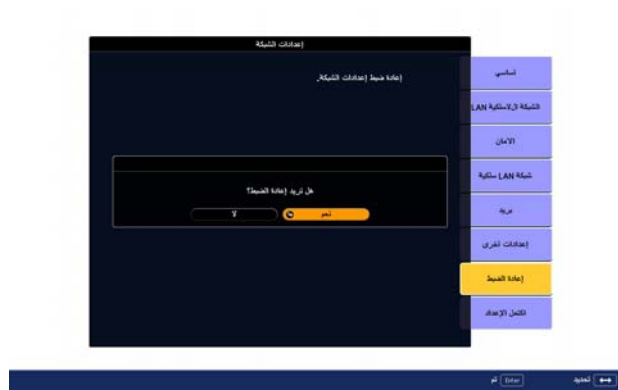 إعدادات الشبكة
إعادة ضبط إعدادات الشبكة.
أساسي
الشبكة اللاسلكية LAN
الأمان
شبكة LAN سلكية
بريد
إعدادات أخرى
إعادة الضبط
اكتمل الإعداد
هل تريد إعادة الضبط؟
نعم
لا
تحديد
Enter تم